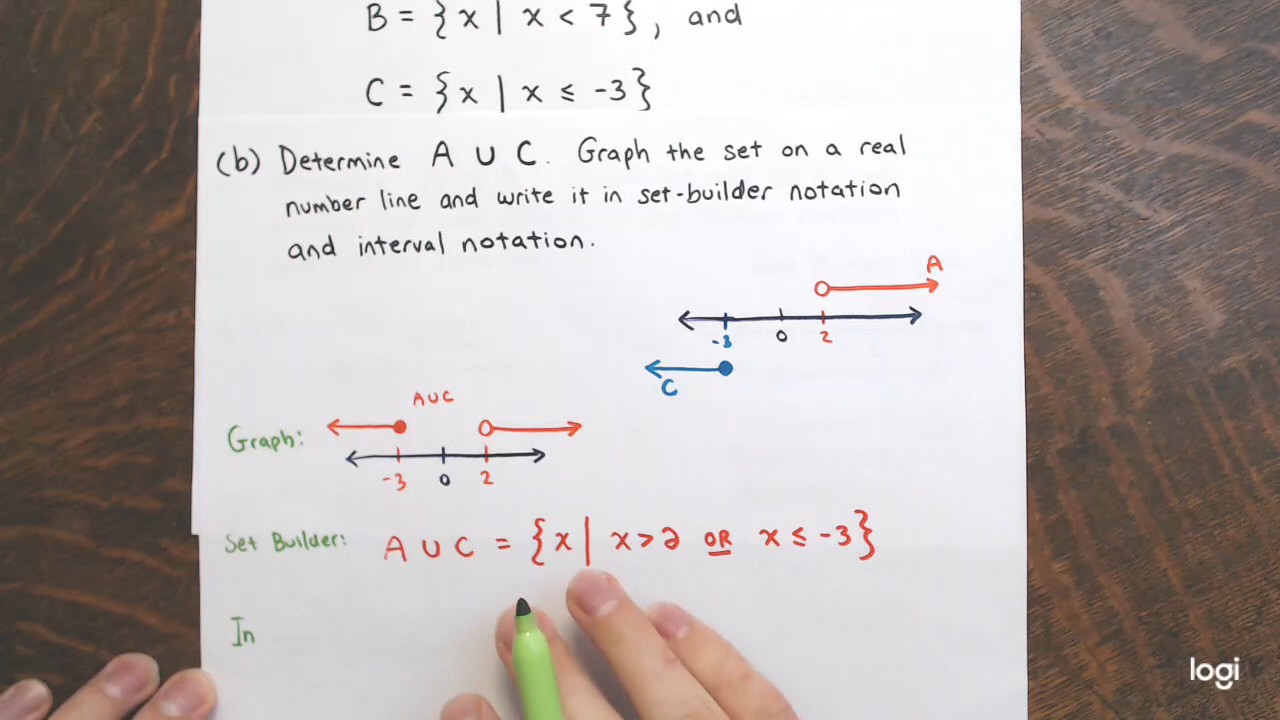 B = { x | x < 7 } , and
C = { x | x ≤ -3 }
(b) Determine A ∪ C. Graph the set on a real
number line and write it in set-builder notation
and interval notation.
A
-3 0 2
C
A∪C
Graph:
-3 0 2
Set Builder: A ∪ C = { x | x > 2 OR x ≤ -3 }
In
logi